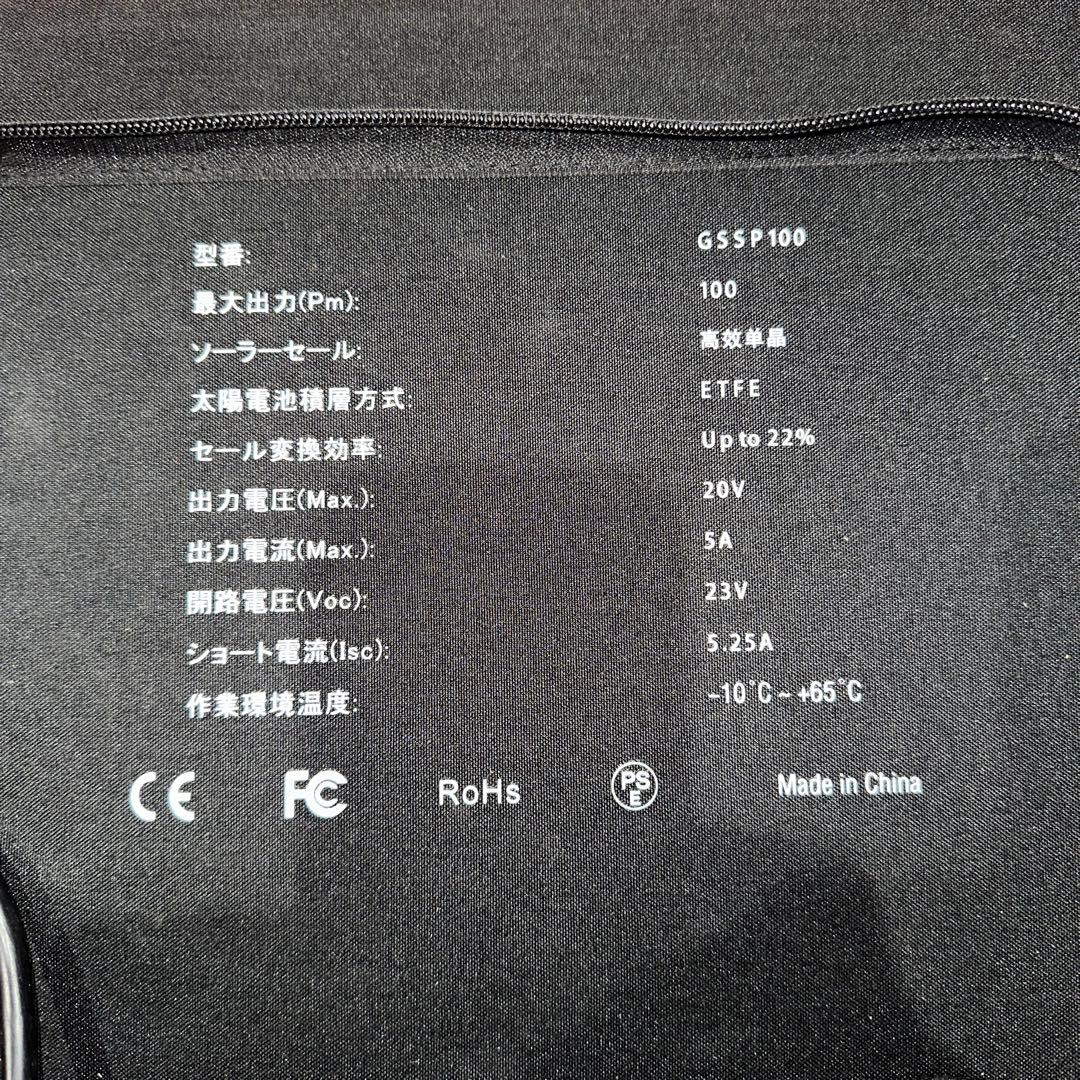 型番: GSSP100
最大出力(Pm): 100
ソーラーセール: 高效单晶
太陽電池積層方式: ETFE
セール変換効率: Up to 22%
出力電圧(Max.): 20V
出力電流(Max.): 5A
開路電圧(Voc): 23V
ショート電流(Isc): 5.25A
作業環境温度: -10°C ~ +65°C
CE FC RoHs PSE Made in China